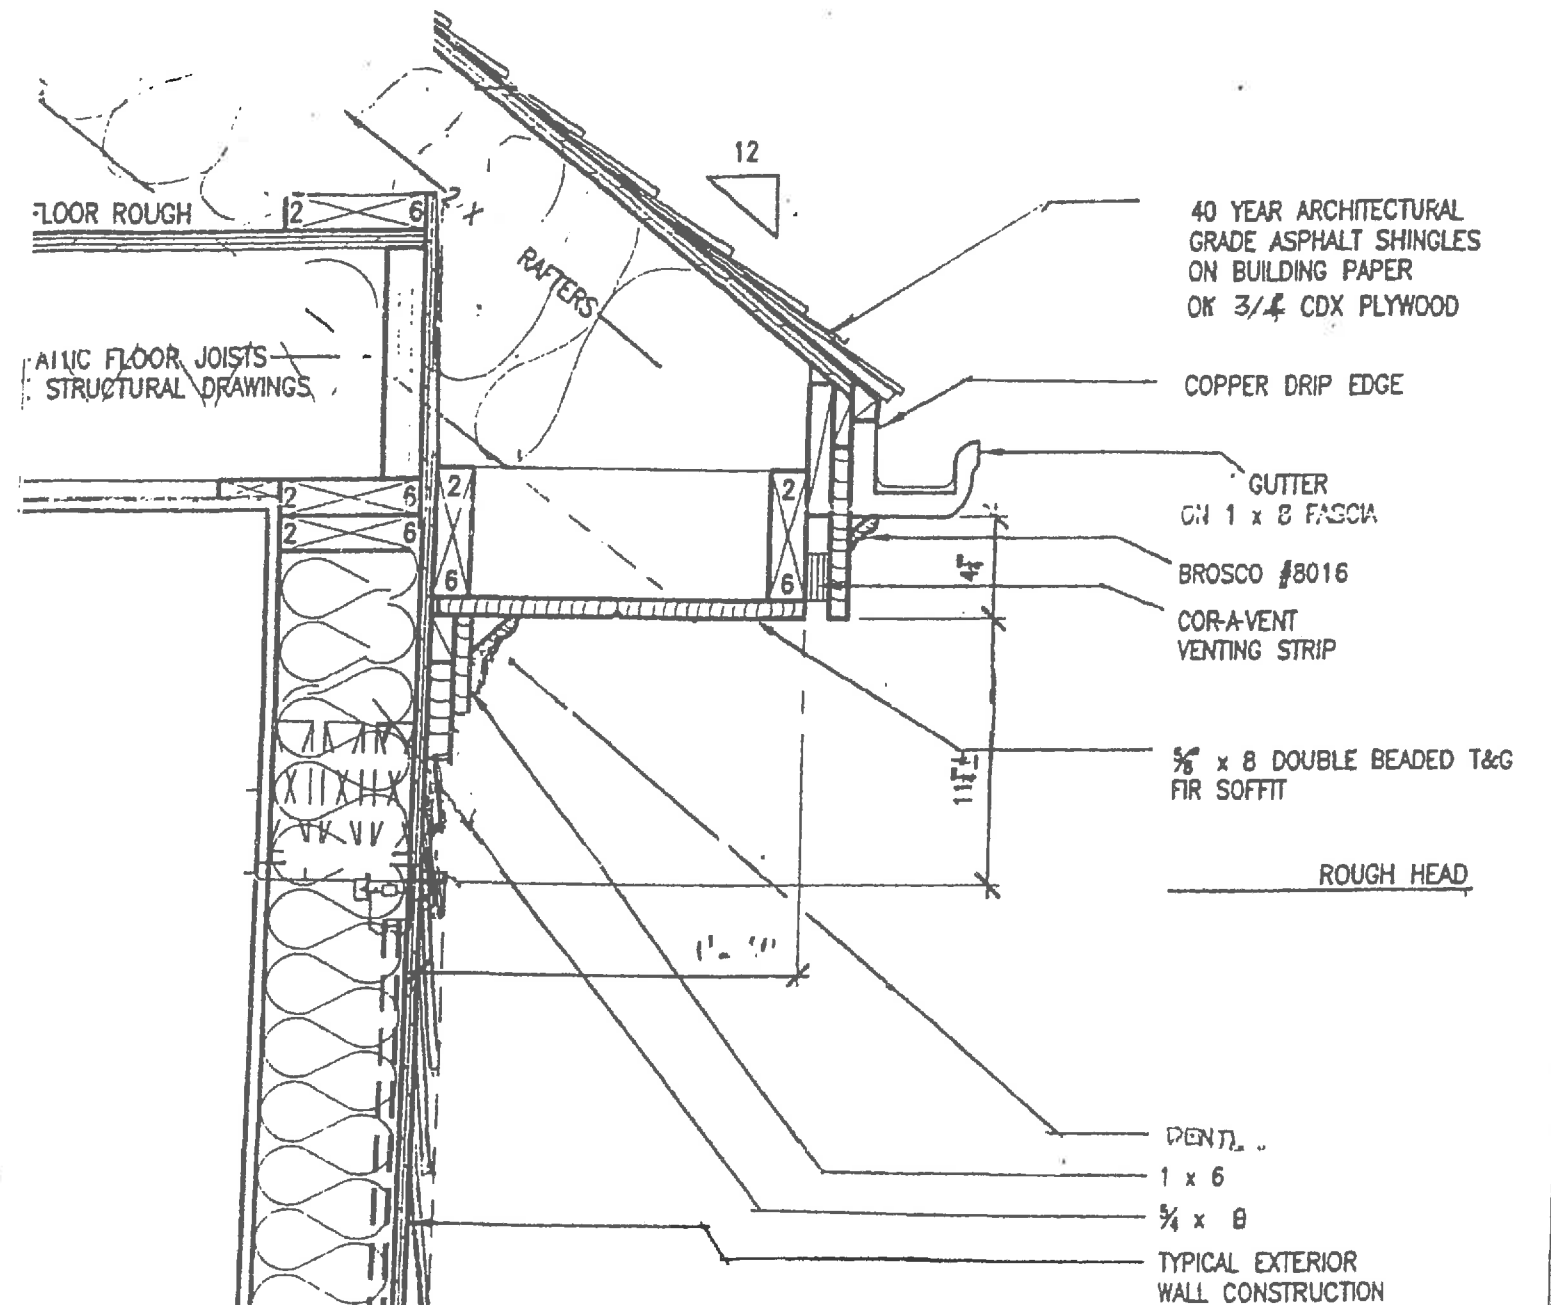 12
40 YEAR ARCHITECTURAL
GRADE ASPHALT SHINGLES
ON BUILDING PAPER
3/4 CDX PLYWOOD
COPPER DRIP EDGE
GUTTER
ON 1 x 8 FASCIA
BROSCO #8016
COR-A-VENT
VENTING STRIP
5/8" x 8 DOUBLE BEADED T&G
FIR SOFFIT
ROUGH HEAD
1 x 6
5/4 x 8
TYPICAL EXTERIOR
WALL CONSTRUCTION
FLOOR ROUGH
2 6
2 X
RAFTERS
FLOOR JOISTS
STRUCTURAL DRAWINGS
2 6
2 6
2
6
2
6